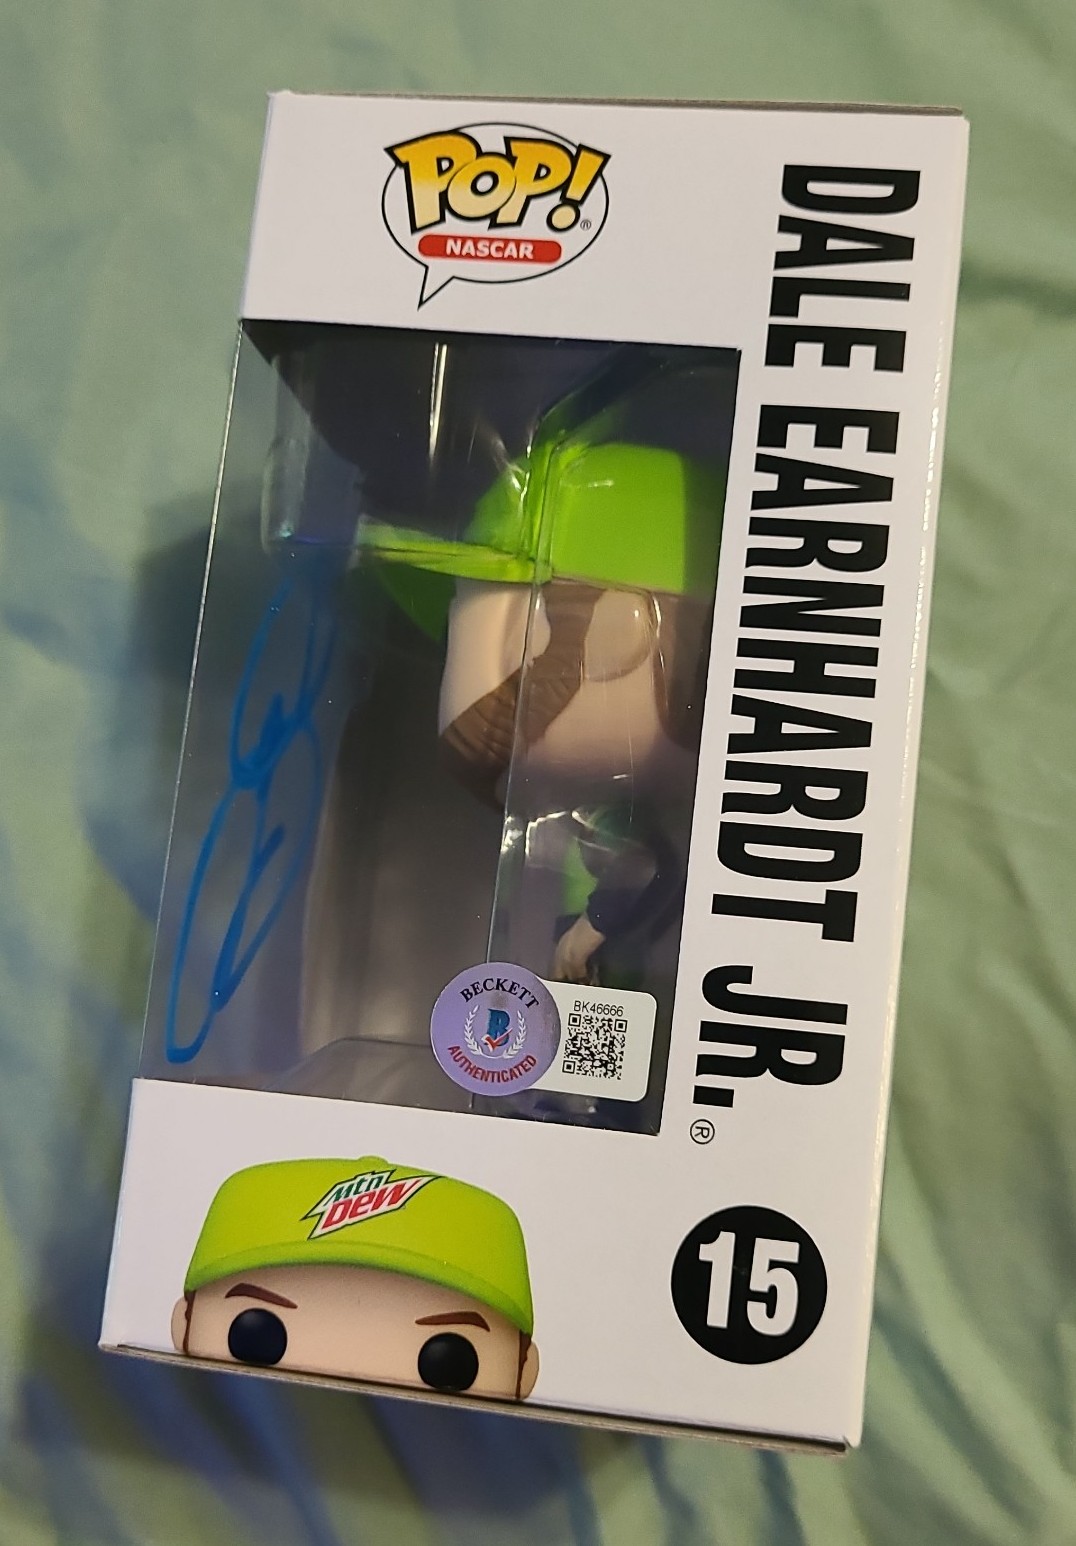 POP!
®
NASCAR
DALE EARNHARDT JR.®
BECKETT
B
AUTHENTICATED
BK46666
Mtn
DEW
15